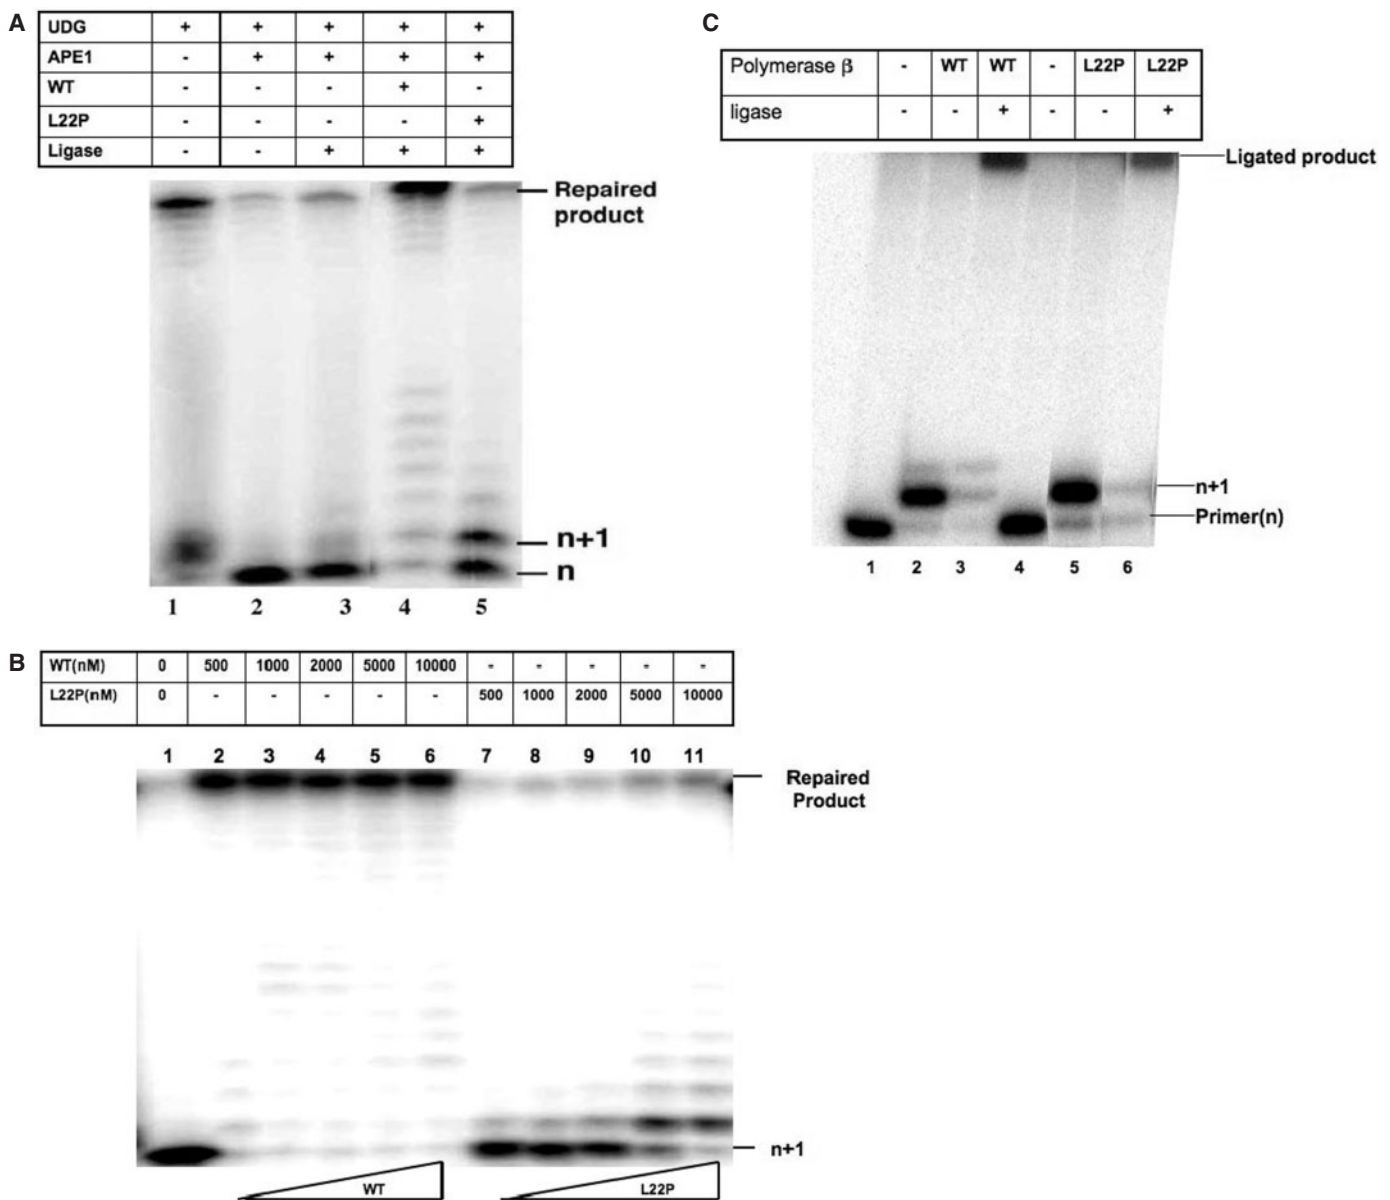 A
UDG + + + + +
APE1 - + + + +
WT - - - + -
L22P - - - - +
Ligase - - + + +
Repaired
product
n+1
n
1 2 3 4 5
C
Polymerase β - WT WT - L22P L22P
ligase - - + - - +
Ligated product
n+1
Primer(n)
1 2 3 4 5 6
B
WT(nM) 0 500 1000 2000 5000 10000 - - - - -
L22P(nM) 0 - - - - - 500 1000 2000 5000 10000
1 2 3 4 5 6 7 8 9 10 11
Repaired
Product
n+1
WT L22P